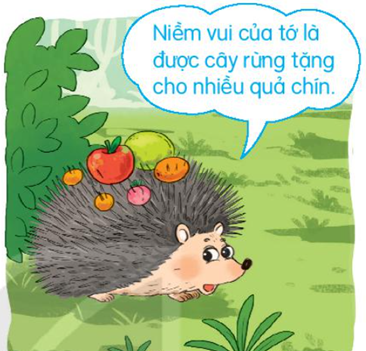 Niềm vui của tớ là
được cây rừng tặng
cho nhiều quả chín.